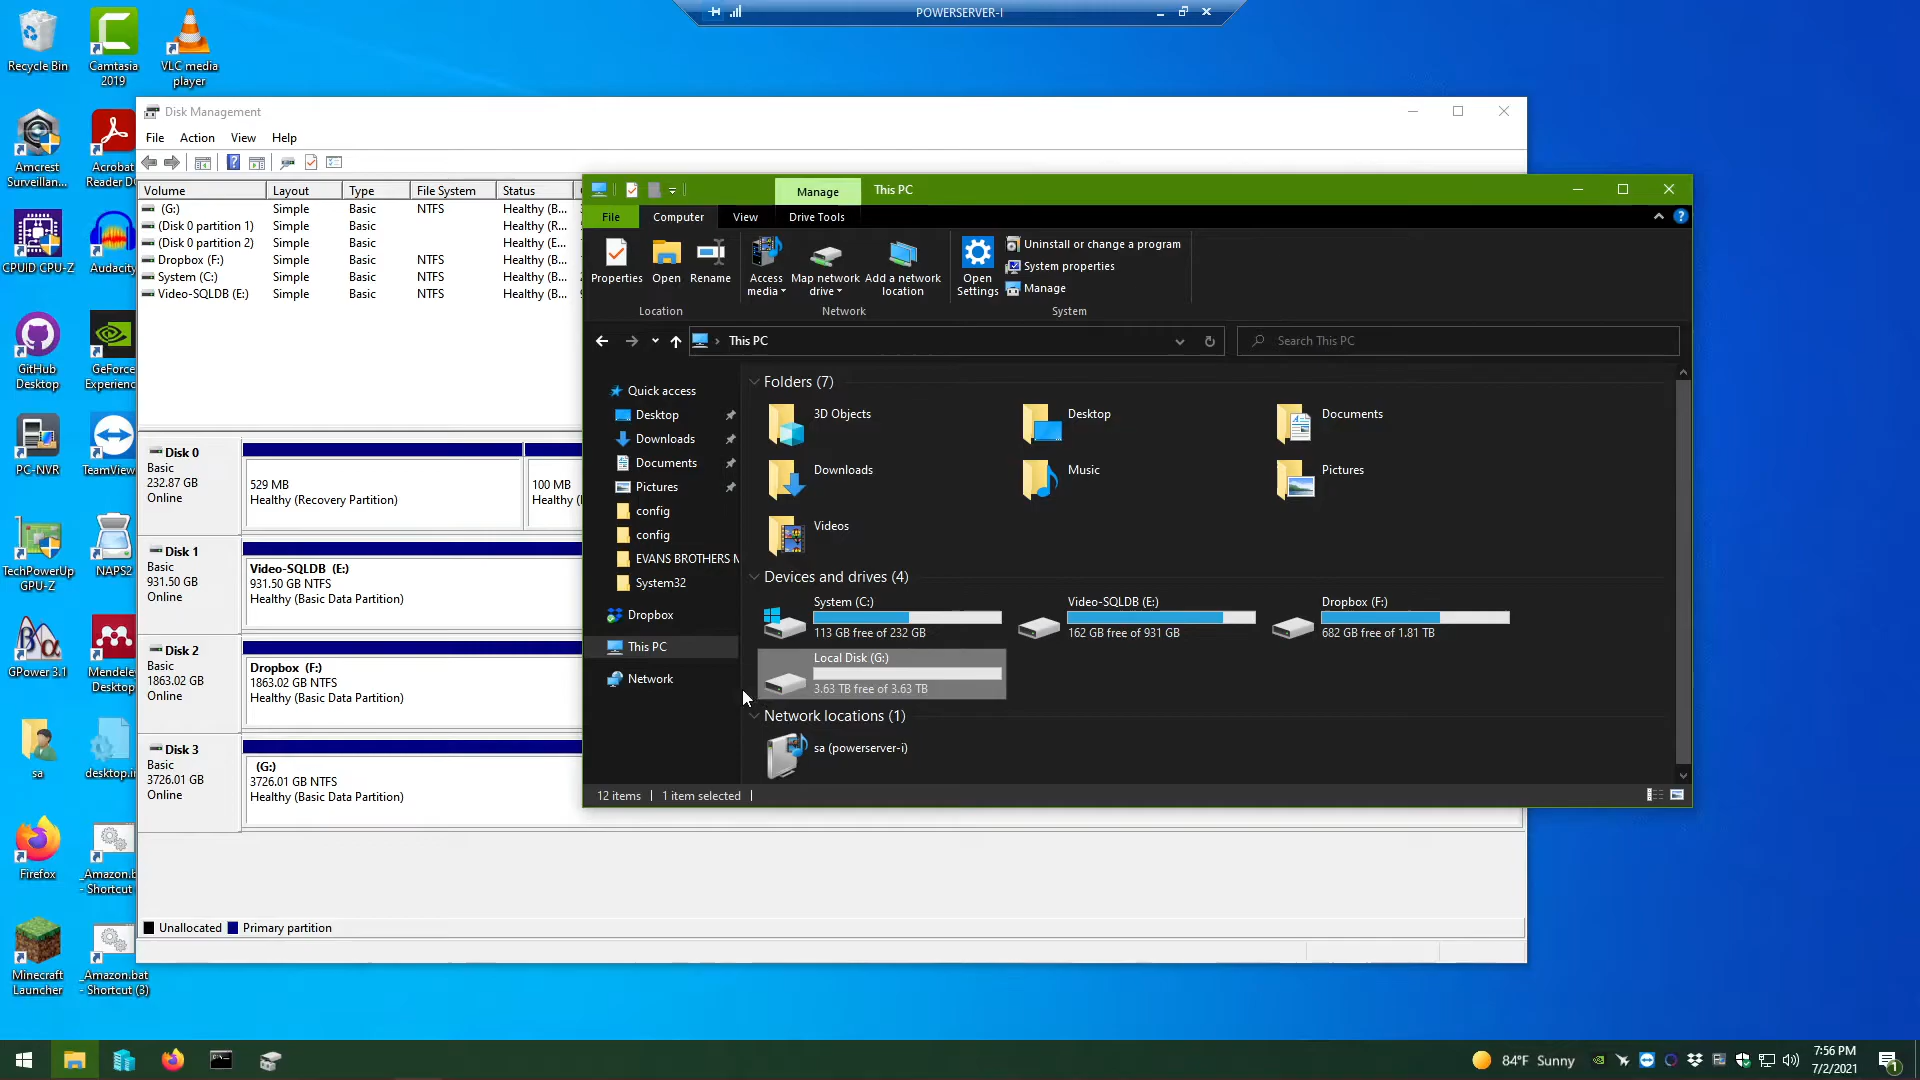 POWERSERVER-I
Recycle Bin
Camtasia
2019
VLC media
player
Amcrest
Surveillan...
Acrobat
Reader D
CPUID CPU-Z
Audacity
GitHub
Desktop
GeForce
Experienc
PC-NVR
TeamView
TechPowerUp
GPU-Z
NAPS2
GPower 3.1
Mendele
Desktop
sa
desktop.i
Firefox
_Amazon.bat
- Shortcut
Minecraft
Launcher
_Amazon.bat
- Shortcut (3)
Disk Management
File Action View Help
Volume Layout Type File System Status
(G:) Simple Basic NTFS Healthy (B...
(Disk 0 partition 1) Simple Basic Healthy (R...
(Disk 0 partition 2) Simple Basic Healthy (E...
Dropbox (F:) Simple Basic NTFS Healthy (B...
System (C:) Simple Basic NTFS Healthy (B...
Video-SQLDB (E:) Simple Basic NTFS Healthy (B...
Disk 0
Basic
232.87 GB
Online
529 MB
Healthy (Recovery Partition)
100 MB
Healthy (
Disk 1
Basic
931.50 GB
Online
Video-SQLDB (E:)
931.50 GB NTFS
Healthy (Basic Data Partition)
Disk 2
Basic
1863.02 GB
Online
Dropbox (F:)
1863.02 GB NTFS
Healthy (Basic Data Partition)
Disk 3
Basic
3726.01 GB
Online
(G:)
3726.01 GB NTFS
Healthy (Basic Data Partition)
Unallocated Primary partition
Manage This PC
File Computer View Drive Tools
Properties Open Rename
Location
Access
media
Map network
drive
Add a network
location
Network
Open
Settings
Uninstall or change a program
System properties
Manage
System
This PC
Search This PC
Quick access
Desktop
Downloads
Documents
Pictures
config
config
EVANS BROTHERS M
System32
Dropbox
This PC
Network
Folders (7)
3D Objects Desktop Documents
Downloads Music Pictures
Videos
Devices and drives (4)
System (C:)
113 GB free of 232 GB
Video-SQLDB (E:)
162 GB free of 931 GB
Dropbox (F:)
682 GB free of 1.81 TB
Local Disk (G:)
3.63 TB free of 3.63 TB
Network locations (1)
sa (powerserver-i)
12 items 1 item selected
84°F Sunny
7:56 PM
7/2/2021
1